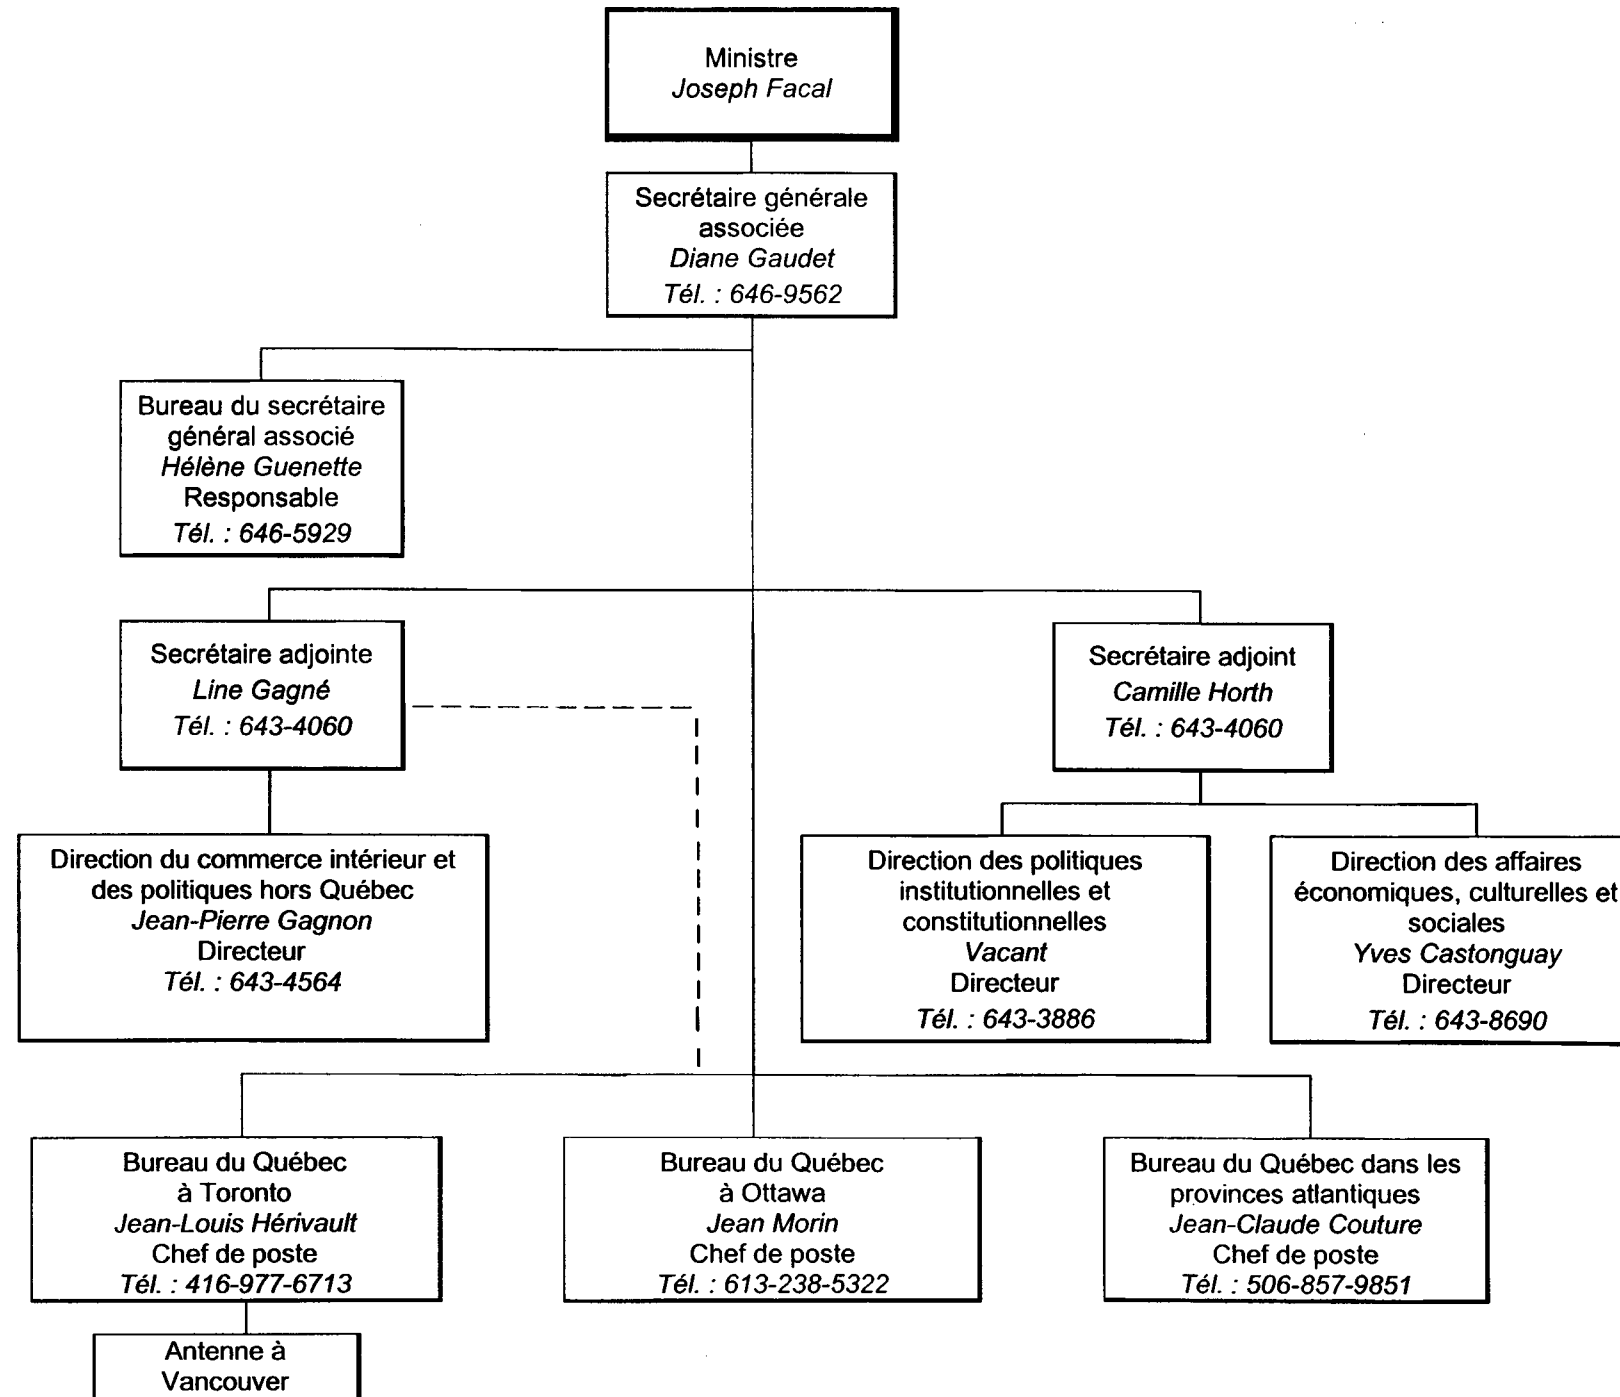 Ministre
Joseph Facal
Secrétaire générale
associée
Diane Gaudet
Tél. : 646-9562
Bureau du secrétaire
général associé
Hélène Guenette
Responsable
Tél. : 646-5929
Secrétaire adjointe
Line Gagné
Tél. : 643-4060
Secrétaire adjoint
Camille Horth
Tél. : 643-4060
Direction du commerce intérieur et
des politiques hors Québec
Jean-Pierre Gagnon
Directeur
Tél. : 643-4564
Direction des politiques
institutionnelles et
constitutionnelles
Vacant
Directeur
Tél. : 643-3886
Direction des affaires
économiques, culturelles et
sociales
Yves Castonguay
Directeur
Tél. : 643-8690
Bureau du Québec
à Toronto
Jean-Louis Hérivault
Chef de poste
Tél. : 416-977-6713
Bureau du Québec
à Ottawa
Jean Morin
Chef de poste
Tél. : 613-238-5322
Bureau du Québec dans les
provinces atlantiques
Jean-Claude Couture
Chef de poste
Tél. : 506-857-9851
Antenne à
Vancouver